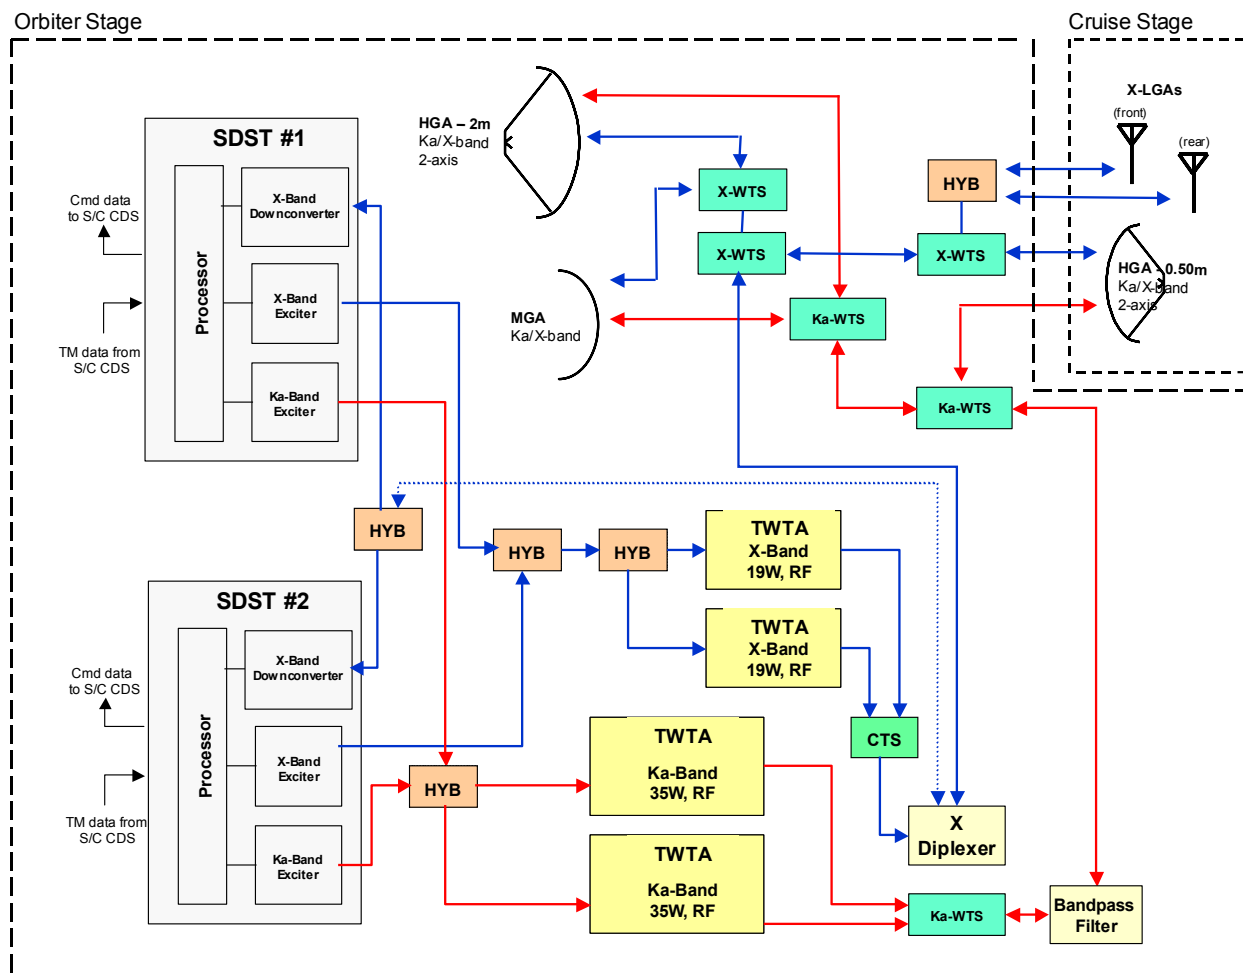 Orbiter Stage
Cruise Stage
SDST #1
Processor
X-Band
Downconverter
X-Band
Exciter
Ka-Band
Exciter
Cmd data
to S/C CDS
TM data from
S/C CDS
HGA – 2m
Ka/X-band
2-axis
MGA
Ka/X-band
X-WTS
X-WTS
Ka-WTS
HYB
X-WTS
Ka-WTS
X-LGAs
(front)
(rear)
HGA - 0.50m
Ka/X-band
2-axis
HYB
HYB
HYB
TWTA
X-Band
19W, RF
TWTA
X-Band
19W, RF
SDST #2
Processor
X-Band
Downconverter
X-Band
Exciter
Ka-Band
Exciter
Cmd data
to S/C CDS
TM data from
S/C CDS
HYB
TWTA
Ka-Band
35W, RF
TWTA
Ka-Band
35W, RF
CTS
X
Diplexer
Ka-WTS
Bandpass
Filter